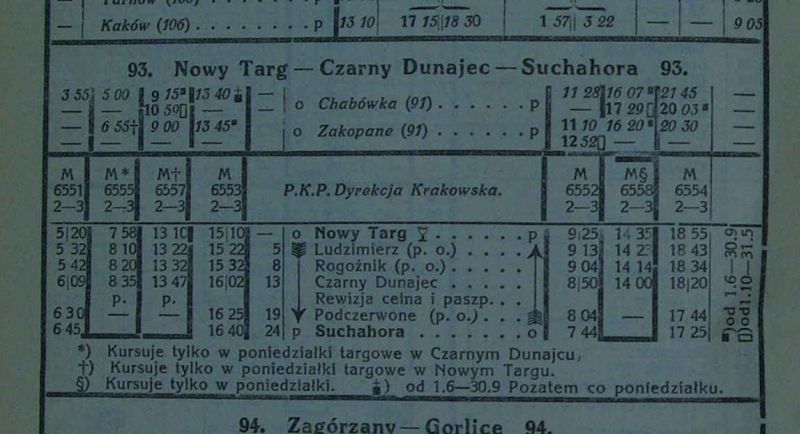 — Kaków (106) . . . . . . . . p 13 10 17 15 18 30 1 57 3 22 — — 9 05
93. Nowy Targ — Czarny Dunajec — Suchahora 93.
3 55 5 00 9 15 13 40 — o Chabówka (91) . . . . . . p 11 28 16 07 21 45 —
— — 10 59 — — 17 29 20 03
— 6 55† 9 00 13 45 — o Zakopane (91) . . . . . . p 11 10 16 20 20 30 —
— — — — — 12 52 — — —
M M* M† M M M§ M
6551 6555 6557 6553 P.K.P. Dyrekcja Krakowska. 6552 6558 6554
2—3 2—3 2—3 2—3 2—3 2—3 2—3
5|20 7 58 13 10 15|10 — o Nowy Targ . . . . . . p 9|25 14 35 18 55
5 32 8 10 13 22 15 22 5 Ludzimierz (p. o.) . . . . 9 13 14 23 18 43
5 42 8 20 13 32 15 32 8 Rogoźnik (p. o.) . . . . . 9 04 14 14 18 34
6|09 8 35 13 47 16|02 13 Czarny Dunajec . . . . . 8|50 14 00 18|20
p. p. Rewizja celna i paszp. . .
6 30 — — 16 25 19 Podczerwone (p. o.) . . . 8 04 — 17 44
6 45 16 40 24 p Suchahora . . . . . . . o 7 44 17 25
od 1.6—30.9
od 1.10—31.5
*) Kursuje tylko w poniedziałki targowe w Czarnym Dunajcu,
†) Kursuje tylko w poniedziałki targowe w Nowym Targu.
§) Kursuje tylko w poniedziałki. ) od 1.6—30.9 Pozatem co poniedziałku.
94. Zagórzany — Gorlice 94.